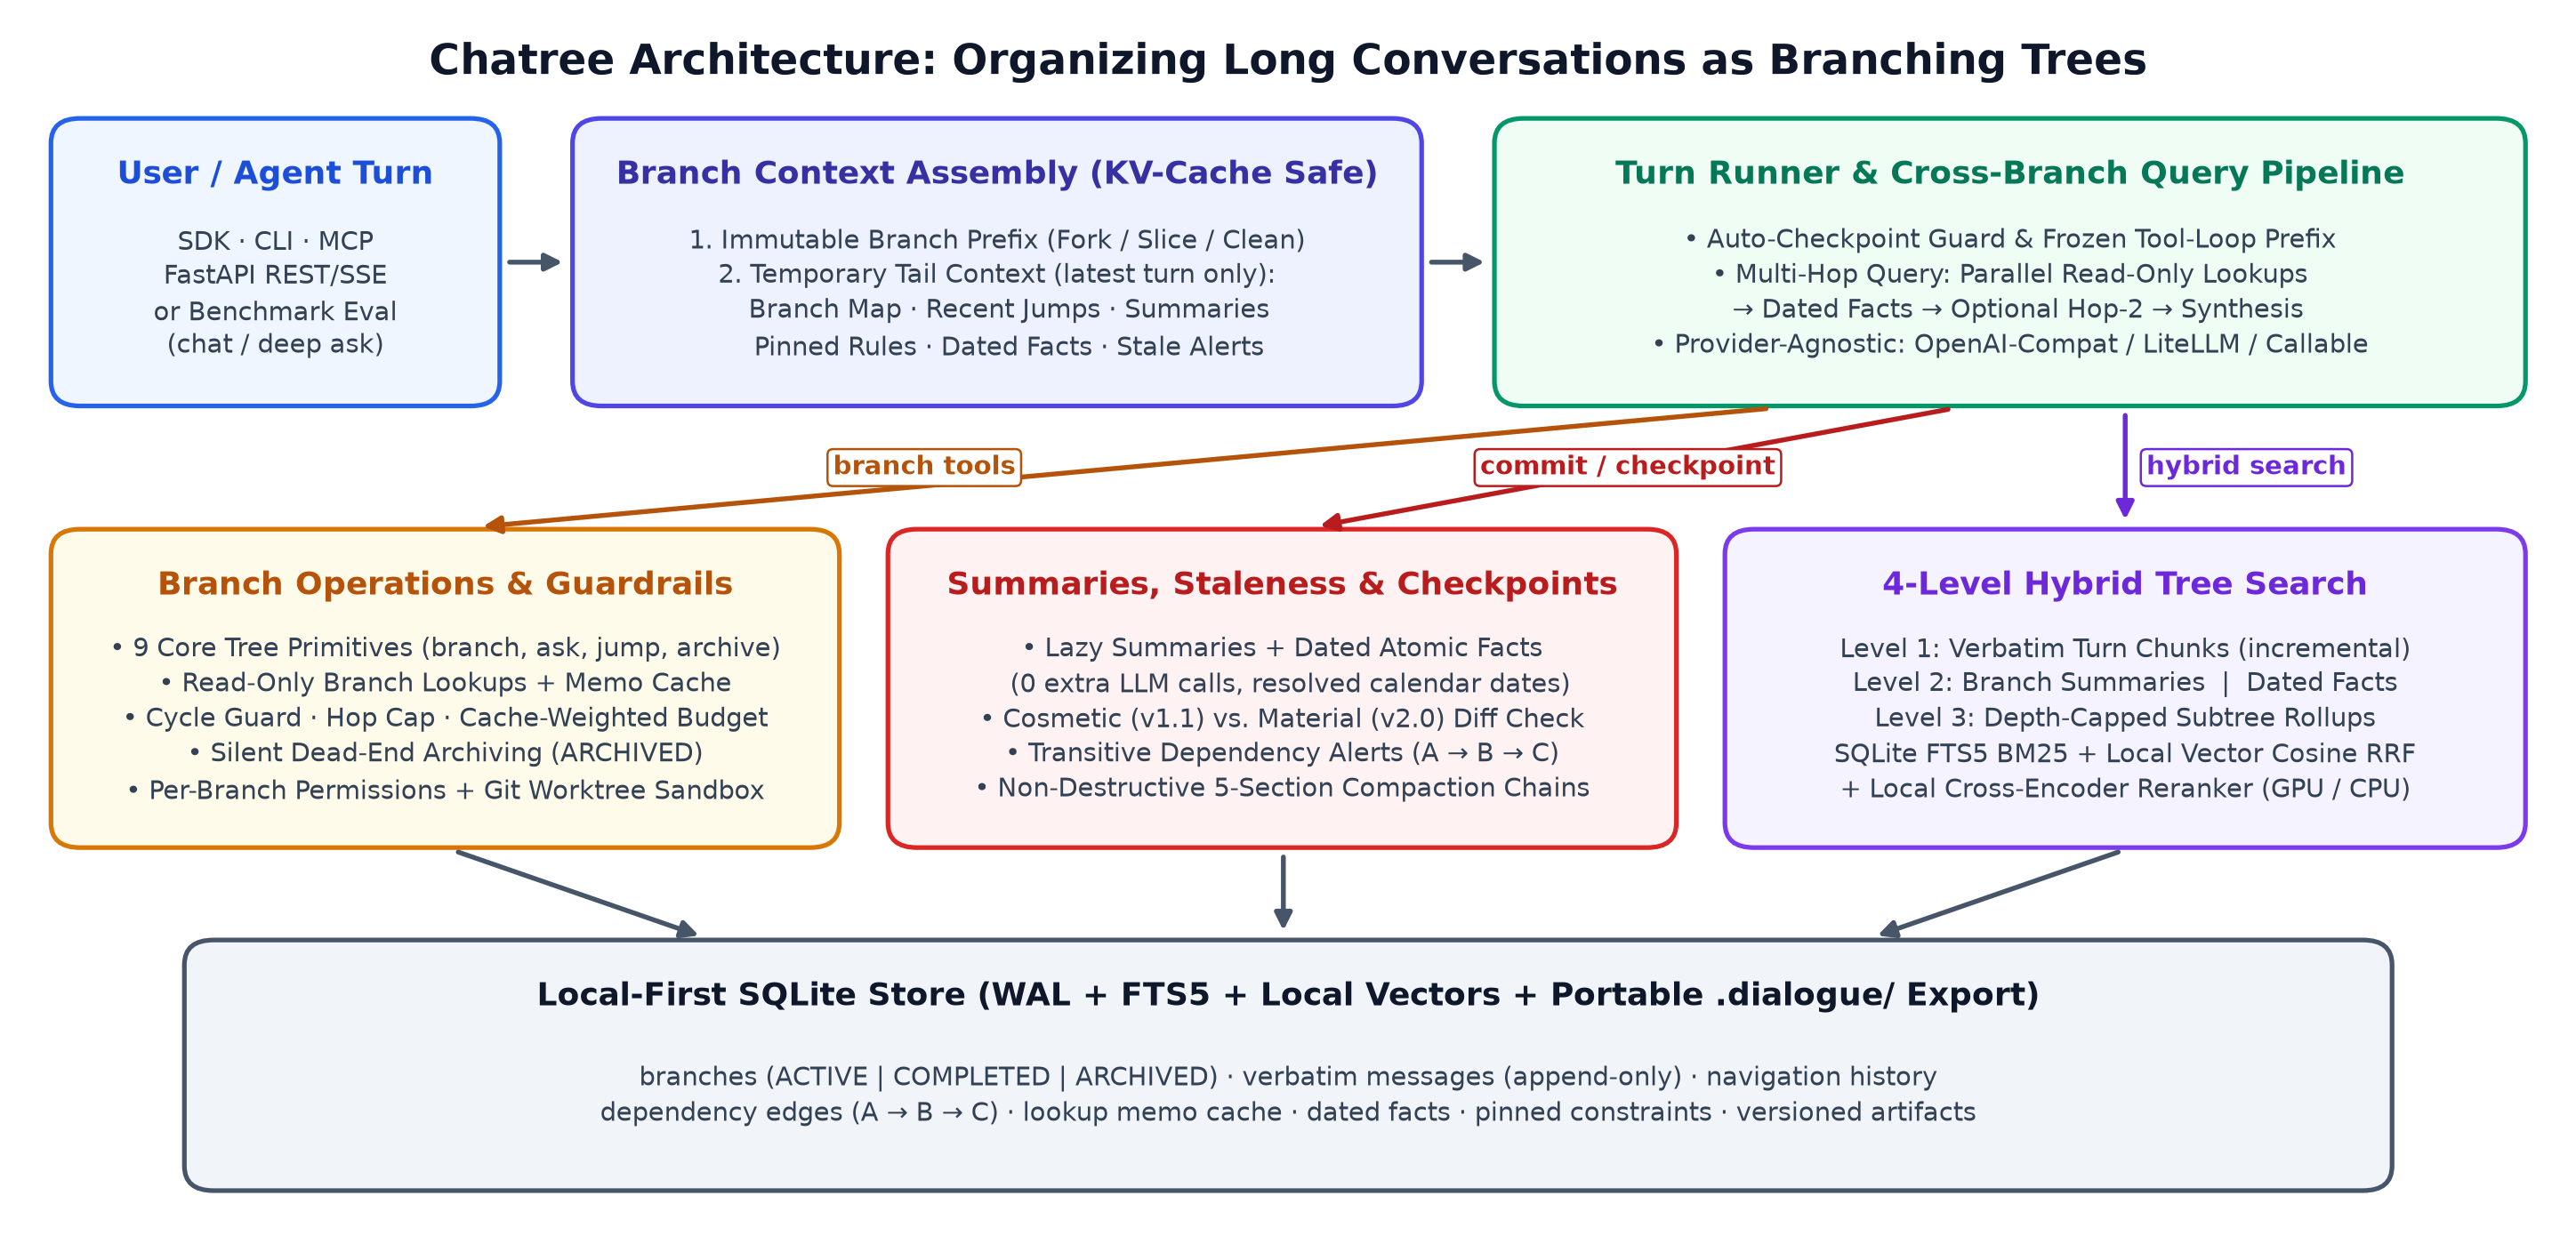 Chatree Architecture: Organizing Long Conversations as Branching Trees
User / Agent Turn
SDK · CLI · MCP
FastAPI REST/SSE
or Benchmark Eval
(chat / deep ask)
Branch Context Assembly (KV-Cache Safe)
1. Immutable Branch Prefix (Fork / Slice / Clean)
2. Temporary Tail Context (latest turn only):
Branch Map · Recent Jumps · Summaries
Pinned Rules · Dated Facts · Stale Alerts
Turn Runner & Cross-Branch Query Pipeline
• Auto-Checkpoint Guard & Frozen Tool-Loop Prefix
• Multi-Hop Query: Parallel Read-Only Lookups
→ Dated Facts → Optional Hop-2 → Synthesis
• Provider-Agnostic: OpenAI-Compat / LiteLLM / Callable
branch tools
commit / checkpoint
hybrid search
Branch Operations & Guardrails
• 9 Core Tree Primitives (branch, ask, jump, archive)
• Read-Only Branch Lookups + Memo Cache
• Cycle Guard · Hop Cap · Cache-Weighted Budget
• Silent Dead-End Archiving (ARCHIVED)
• Per-Branch Permissions + Git Worktree Sandbox
Summaries, Staleness & Checkpoints
• Lazy Summaries + Dated Atomic Facts
(0 extra LLM calls, resolved calendar dates)
• Cosmetic (v1.1) vs. Material (v2.0) Diff Check
• Transitive Dependency Alerts (A → B → C)
• Non-Destructive 5-Section Compaction Chains
4-Level Hybrid Tree Search
Level 1: Verbatim Turn Chunks (incremental)
Level 2: Branch Summaries | Dated Facts
Level 3: Depth-Capped Subtree Rollups
SQLite FTS5 BM25 + Local Vector Cosine RRF
+ Local Cross-Encoder Reranker (GPU / CPU)
Local-First SQLite Store (WAL + FTS5 + Local Vectors + Portable .dialogue/ Export)
branches (ACTIVE | COMPLETED | ARCHIVED) · verbatim messages (append-only) · navigation history
dependency edges (A → B → C) · lookup memo cache · dated facts · pinned constraints · versioned artifacts